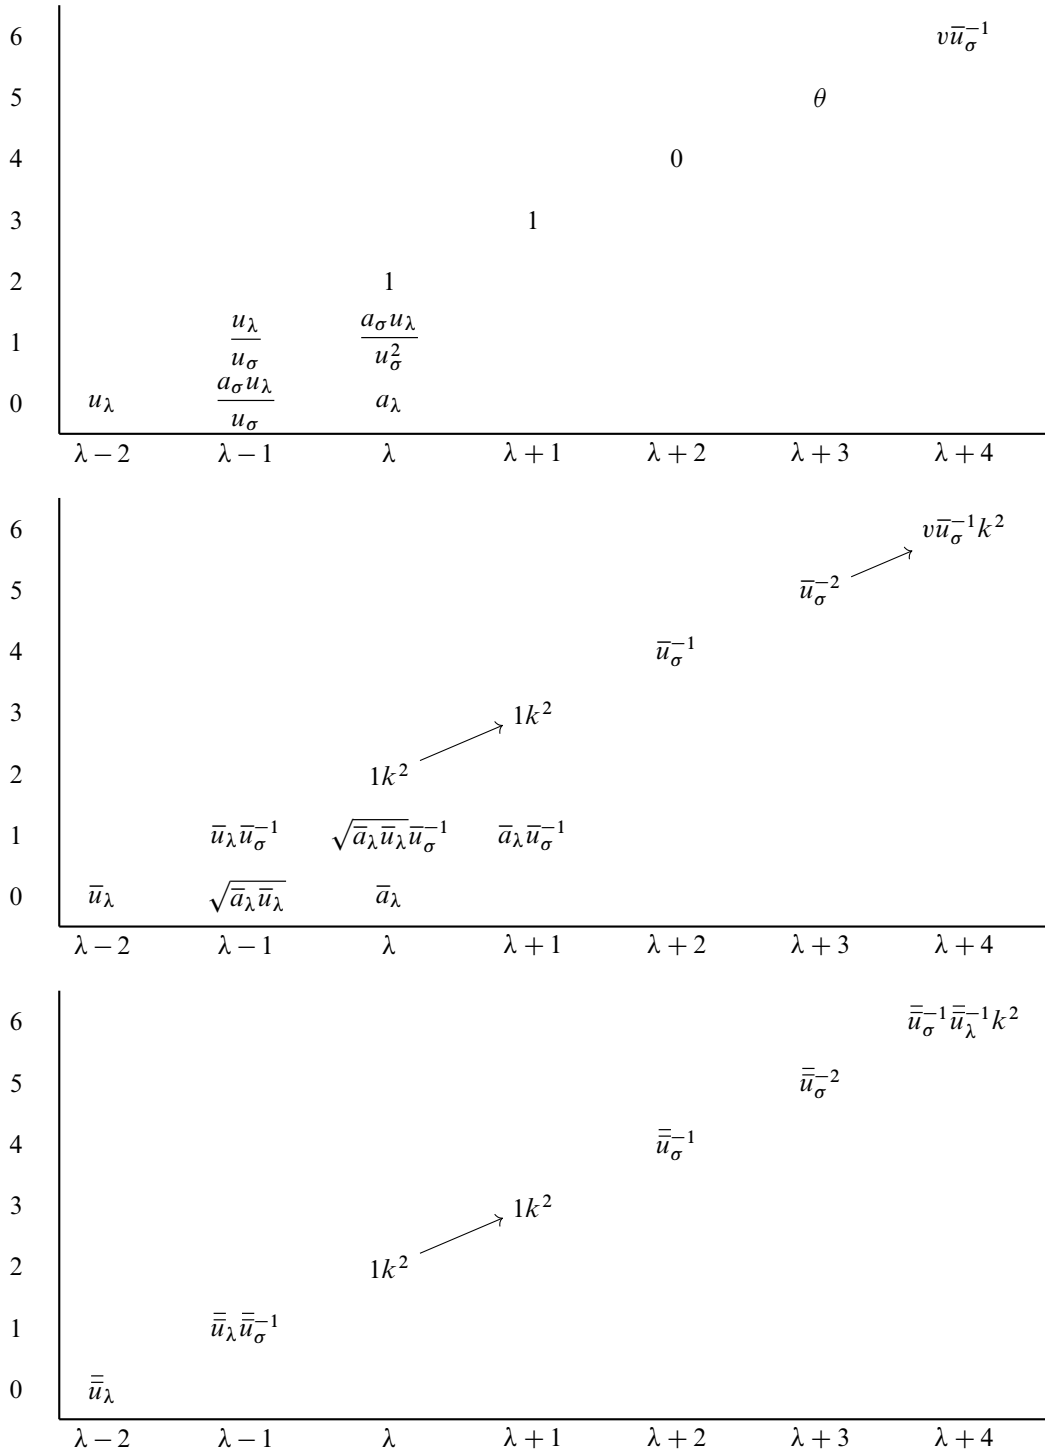 6 vū_σ^{-1}
5 θ
4 0
3 1
2 1
1 u_λ/u_σ a_σu_λ/u_σ^2
0 u_λ a_σu_λ/u_σ a_λ
λ − 2 λ − 1 λ λ + 1 λ + 2 λ + 3 λ + 4
6 vū_σ^{-1}k^2
5 ū_σ^{-2}
4 ū_σ^{-1}
3 1k^2
2 1k^2
1 ū_λū_σ^{-1} √(ā_λū_λ)ū_σ^{-1} ā_λū_σ^{-1}
0 ū_λ √(ā_λū_λ) ā_λ
λ − 2 λ − 1 λ λ + 1 λ + 2 λ + 3 λ + 4
6 u̿_σ^{-1}u̿_λ^{-1}k^2
5 u̿_σ^{-2}
4 u̿_σ^{-1}
3 1k^2
2 1k^2
1 u̿_λu̿_σ^{-1}
0 u̿_λ
λ − 2 λ − 1 λ λ + 1 λ + 2 λ + 3 λ + 4